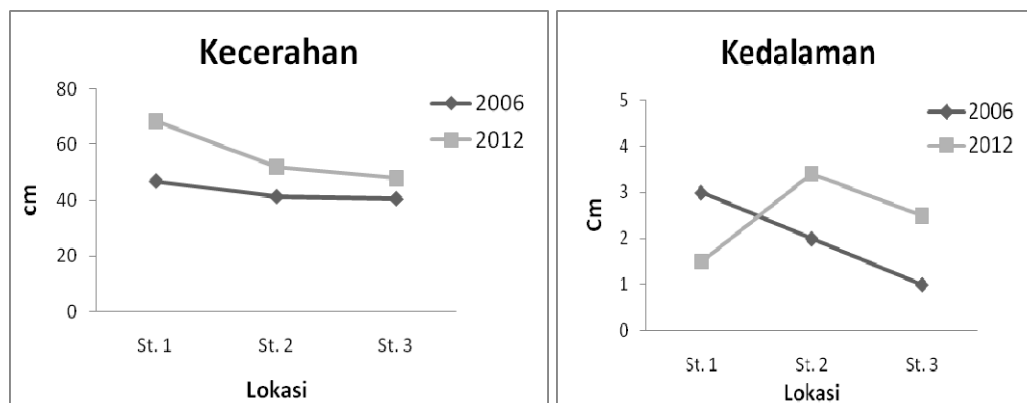 Kecerahan
80
60
40
20
0
cm
2006
2012
St. 1 St. 2 St. 3
Lokasi
Kedalaman
5
4
3
2
1
0
Cm
2006
2012
St. 1 St. 2 St. 3
Lokasi